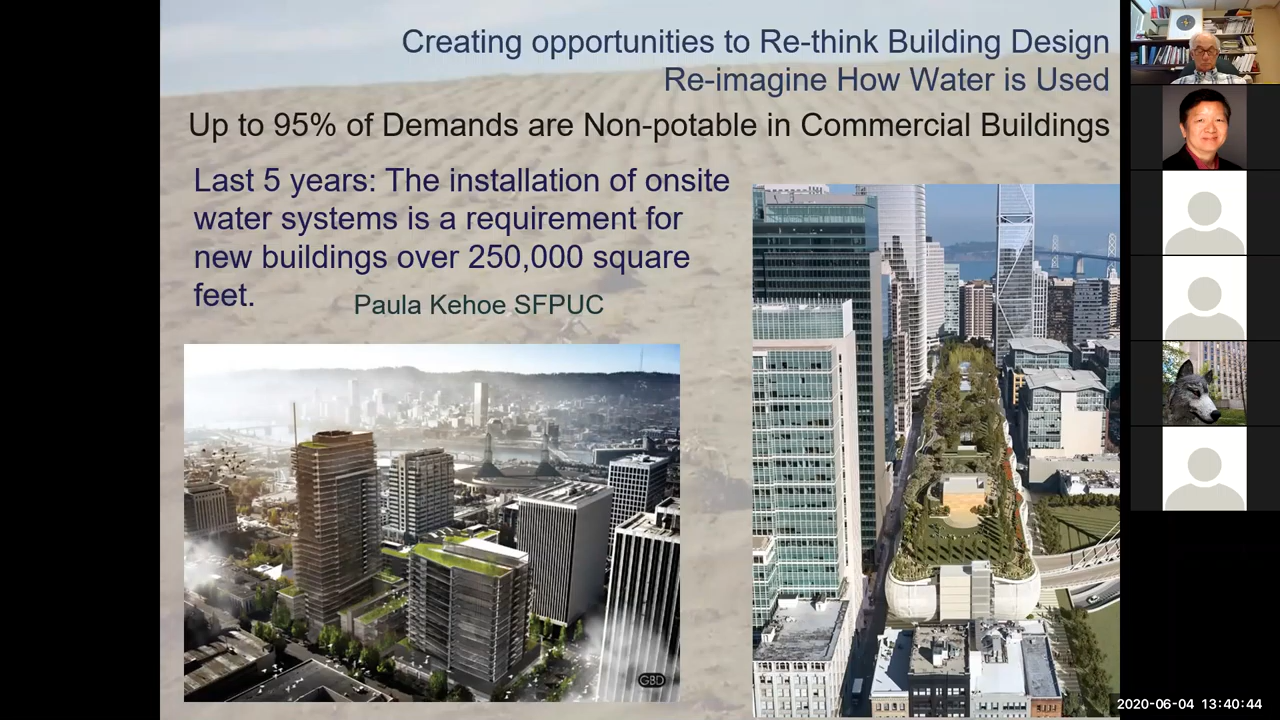 Creating opportunities to Re-think Building Design
Re-imagine How Water is Used
Up to 95% of Demands are Non-potable in Commercial Buildings
Last 5 years: The installation of onsite
water systems is a requirement for
new buildings over 250,000 square
feet.
Paula Kehoe SFPUC
GBD
2020-06-04 13:40:44